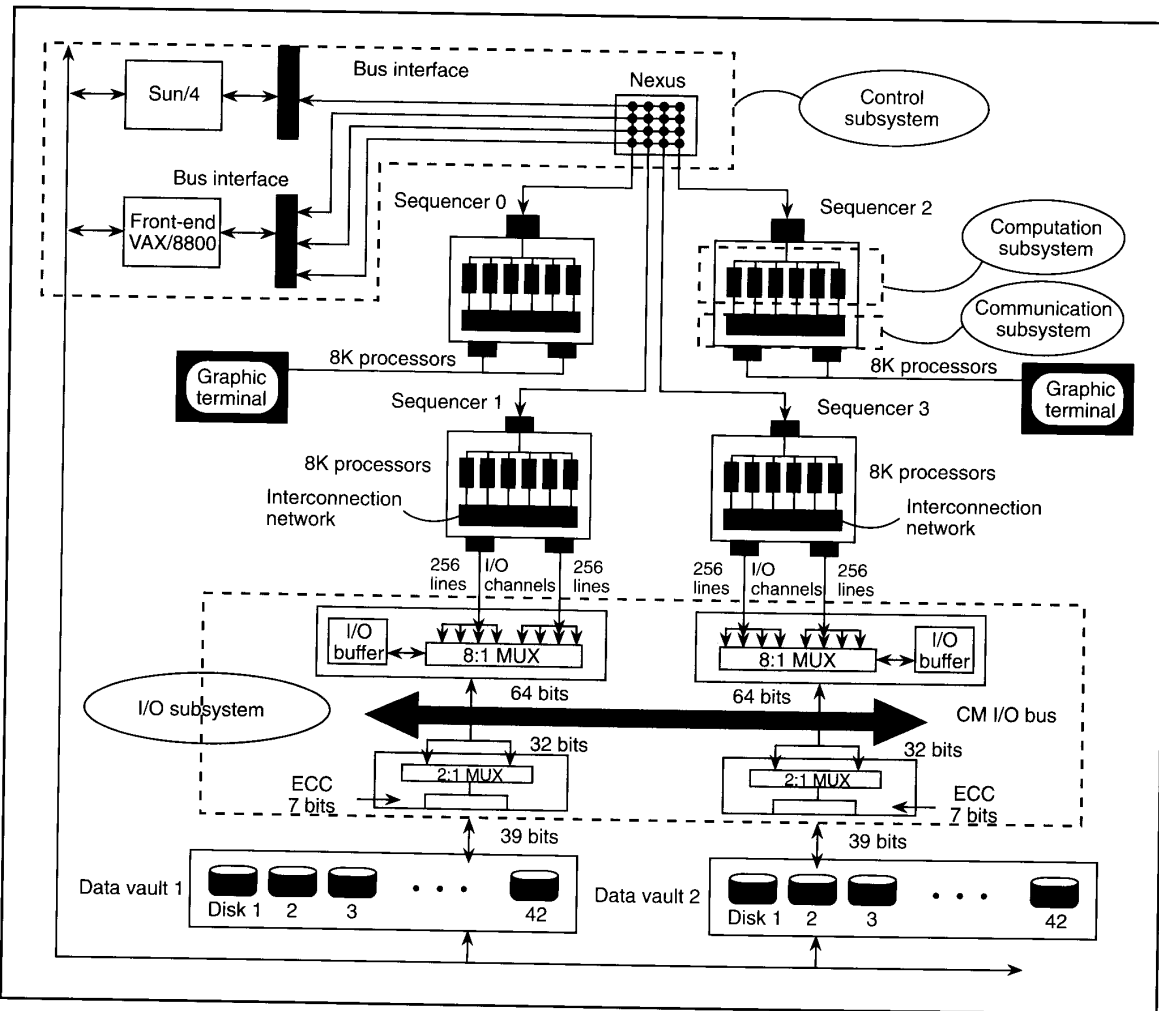 Bus interface
Nexus
Sun/4
Control
subsystem
Bus interface
Front-end
VAX/8800
Sequencer 0
Sequencer 2
Computation
subsystem
Communication
subsystem
8K processors
8K processors
Graphic
terminal
Graphic
terminal
Sequencer 1
Sequencer 3
8K processors
8K processors
Interconnection
network
Interconnection
network
256
lines
I/O
channels
256
lines
256
lines
I/O
channels
256
lines
I/O
buffer
8:1 MUX
8:1 MUX
I/O
buffer
64 bits
64 bits
I/O subsystem
CM I/O bus
32 bits
32 bits
2:1 MUX
2:1 MUX
ECC
7 bits
ECC
7 bits
39 bits
39 bits
Data vault 1
Disk 1
2
3
• • •
42
Data vault 2
Disk 1
2
3
• • •
42